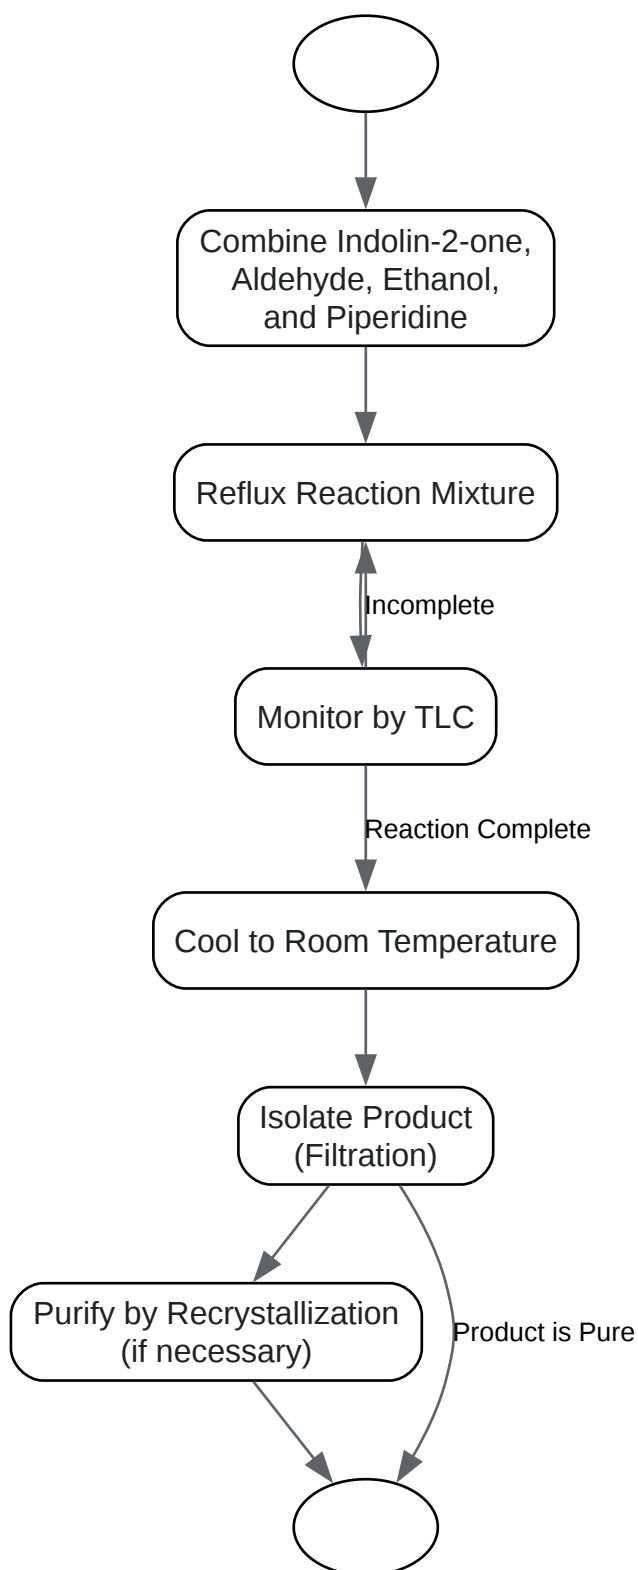 Combine Indolin-2-one,
Aldehyde, Ethanol,
and Piperidine
Reflux Reaction Mixture
Incomplete
Monitor by TLC
Reaction Complete
Cool to Room Temperature
Isolate Product
(Filtration)
Purify by Recrystallization
(if necessary)
Product is Pure